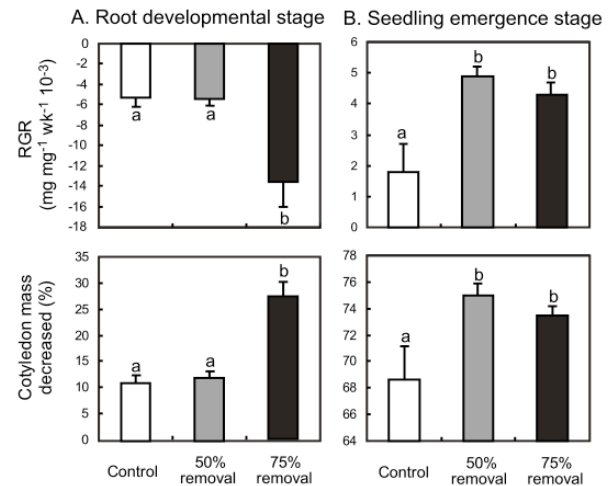 A. Root developmental stage
B. Seedling emergence stage
RGR
(mg mg-1 wk-1 10-3)
0
-2
-4
-6
-8
-10
-12
-14
-16
-18
a
a
b
6
5
4
3
2
1
0
a
b
b
Cotyledon mass
decreased (%)
35
30
25
20
15
10
5
0
a
a
b
78
76
74
72
70
68
66
64
a
b
b
Control
50%
removal
75%
removal
Control
50%
removal
75%
removal